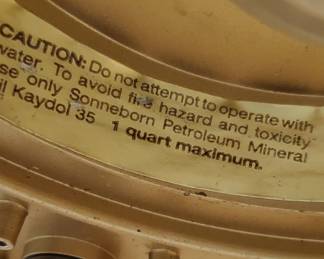 CAUTION: Do not attempt to operate with
water. To avoid fire hazard and toxicity
se only Sonneborn Petroleum Mineral
il Kaydol 35 1 quart maximum.